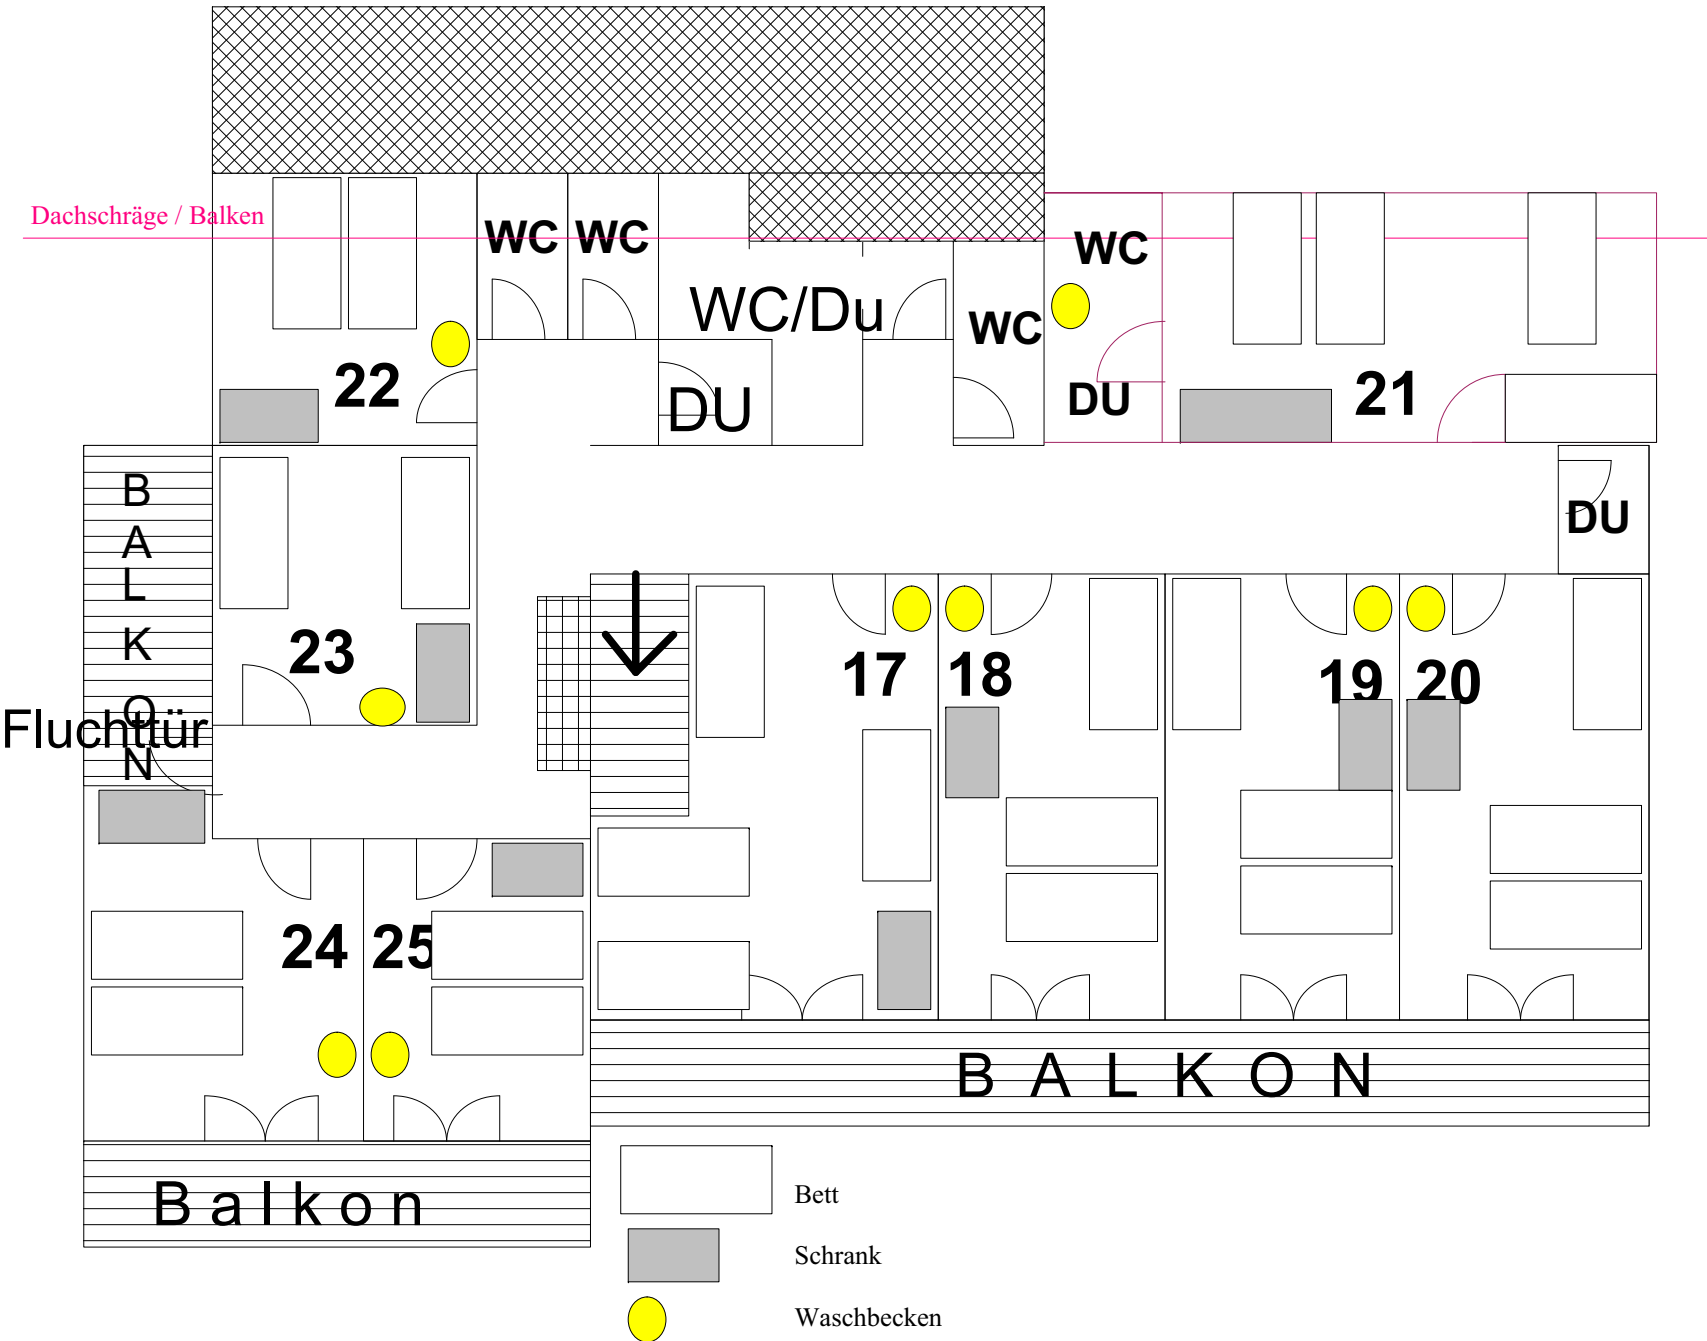 Dachschräge / Balken
WC WC
WC
WC/Du
WC
22
DU
DU
21
B
A
L
K
O
N
DU
23
17 18
19 20
Fluchttür
24 25
B A L K O N
B a l k o n
Bett
Schrank
Waschbecken